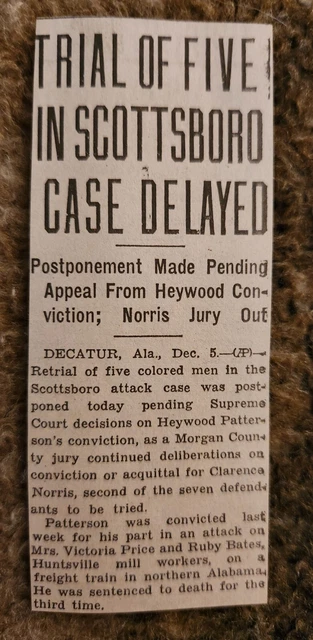 TRIAL OF FIVE
IN SCOTTSBORO
CASE DELAYED
Postponement Made Pending
Appeal From Heywood Con-
viction; Norris Jury Out
DECATUR, Ala., Dec. 5.—(AP)—
Retrial of five colored men in the
Scottsboro attack case was post-
poned today pending Supreme
Court decisions on Heywood Patter-
son's conviction, as a Morgan Coun-
ty jury continued deliberations on
conviction or acquittal for Clarence
Norris, second of the seven defend-
ants to be tried.
Patterson was convicted last
week for his part in an attack on
Mrs. Victoria Price and Ruby Bates,
Huntsville mill workers, on a
freight train in northern Alabama.
He was sentenced to death for the
third time.